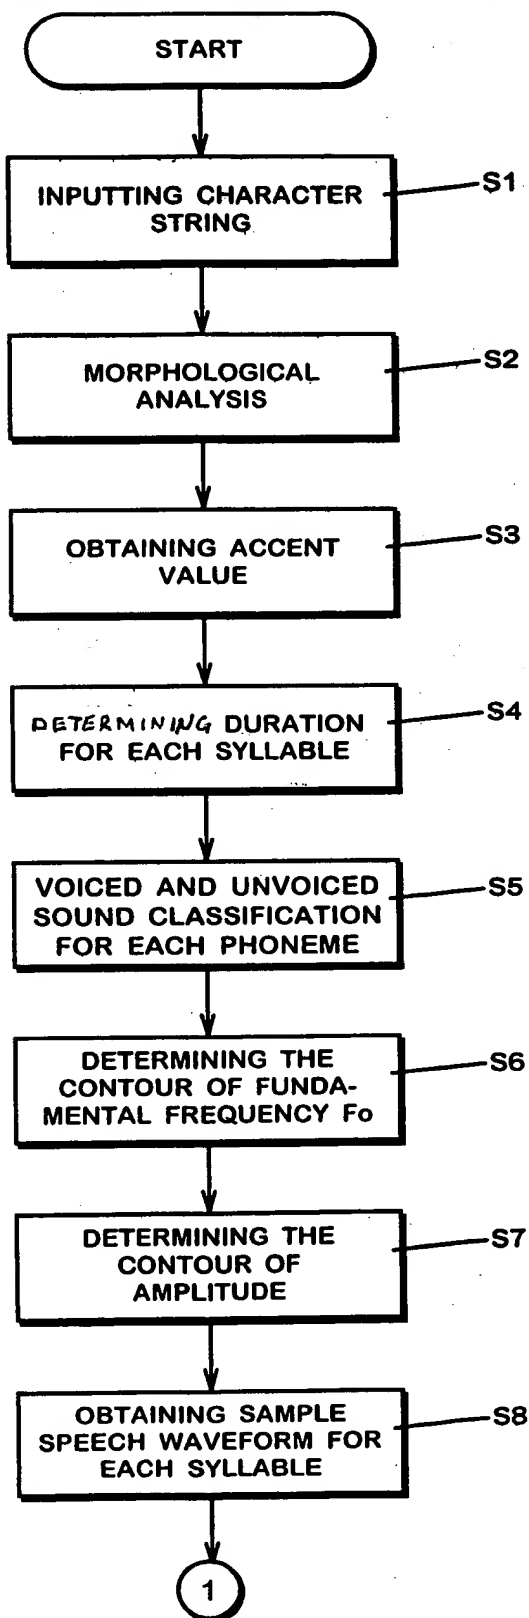 START
INPUTTING CHARACTER
STRING
S1
MORPHOLOGICAL
ANALYSIS
S2
OBTAINING ACCENT
VALUE
S3
DETERMINING DURATION
FOR EACH SYLLABLE
S4
VOICED AND UNVOICED
SOUND CLASSIFICATION
FOR EACH PHONEME
S5
DETERMINING THE
CONTOUR OF FUNDA-
MENTAL FREQUENCY Fo
S6
DETERMINING THE
CONTOUR OF
AMPLITUDE
S7
OBTAINING SAMPLE
SPEECH WAVEFORM FOR
EACH SYLLABLE
S8
1